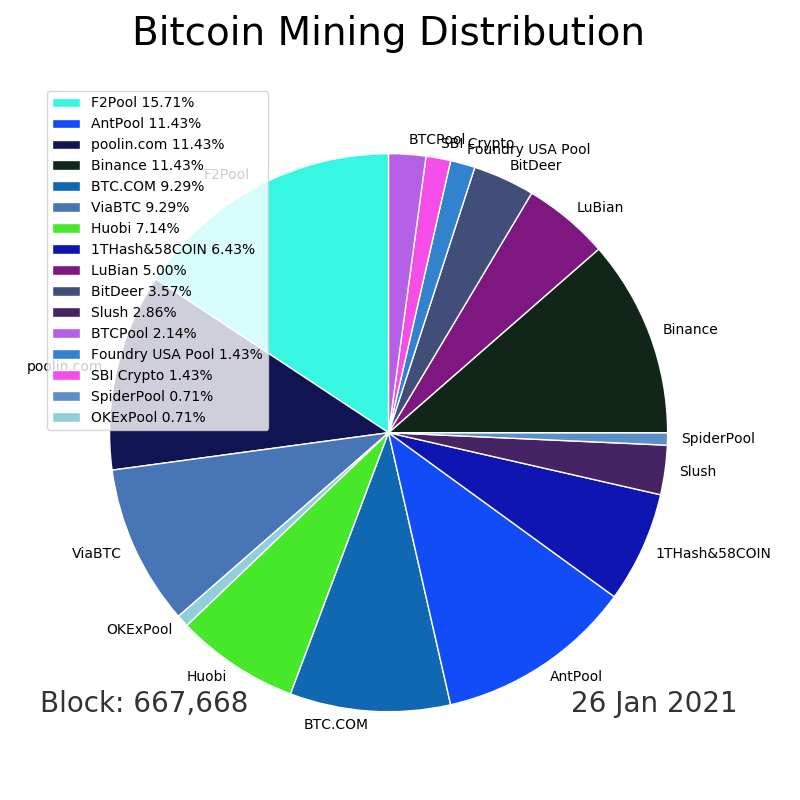 Bitcoin Mining Distribution
F2Pool 15.71%
AntPool 11.43%
poolin.com 11.43%
Binance 11.43%
BTC.COM 9.29%
ViaBTC 9.29%
Huobi 7.14%
1THash&58COIN 6.43%
LuBian 5.00%
BitDeer 3.57%
Slush 2.86%
BTCPool 2.14%
Foundry USA Pool 1.43%
SBI Crypto 1.43%
SpiderPool 0.71%
OKExPool 0.71%
BTCPool
SBI Crypto
Foundry USA Pool
BitDeer
F2Pool
LuBian
Binance
poolin.com
SpiderPool
Slush
ViaBTC
1THash&58COIN
OKExPool
Huobi
AntPool
BTC.COM
Block: 667,668
26 Jan 2021